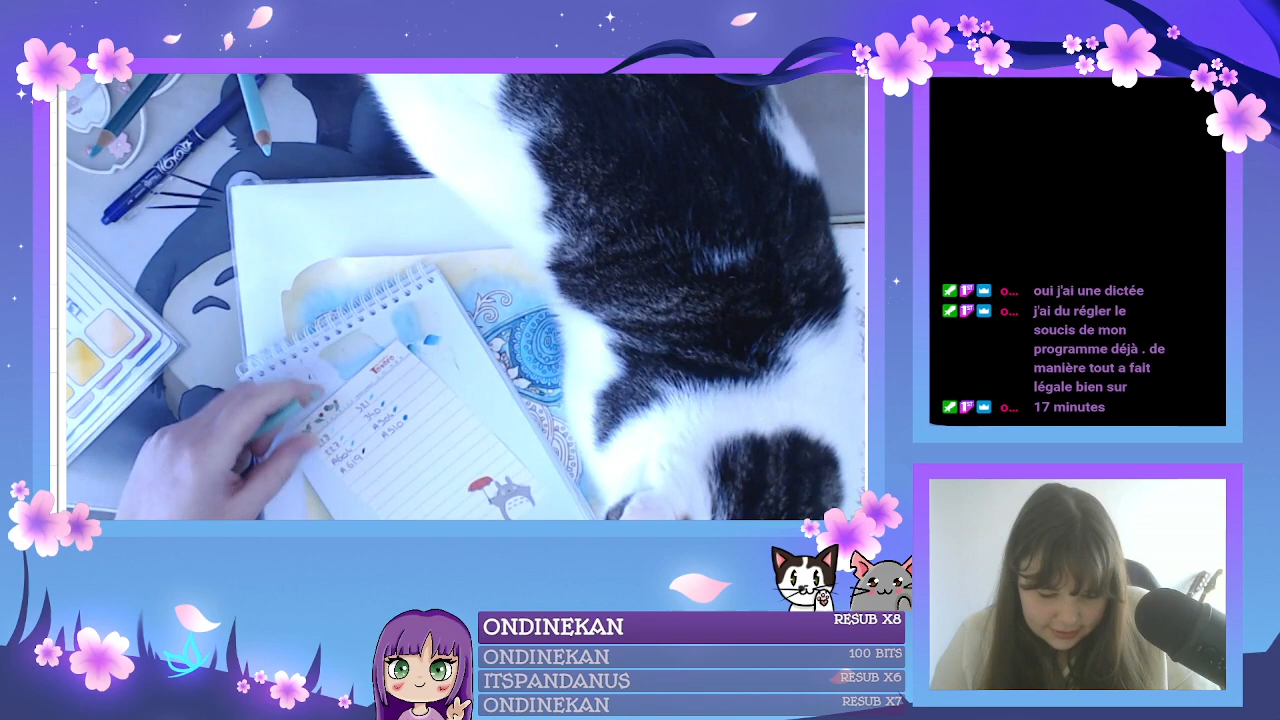 oui j'ai une dictée
j'ai du régler le
soucis de mon
programme déjà . de
manière tout a fait
légale bien sur
17 minutes
ONDINEKAN RESUB X8
ONDINEKAN 100 BITS
ITSPANDANUS RESUB X6
ONDINEKAN RESUB X7